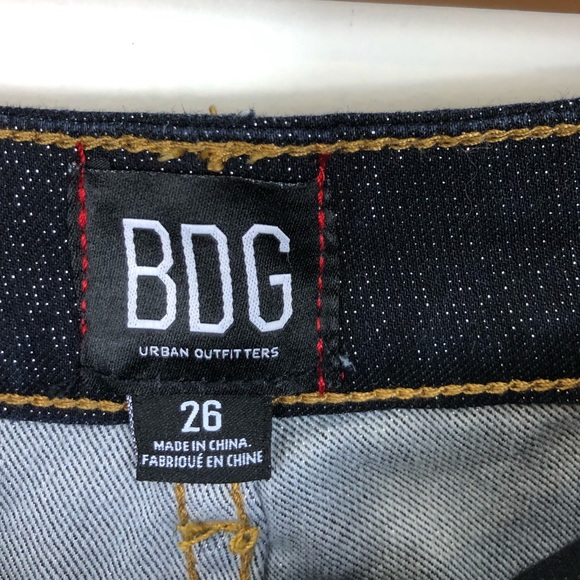 BDG
URBAN OUTFITTERS
26
MADE IN CHINA.
FABRIQUÉ EN CHINE